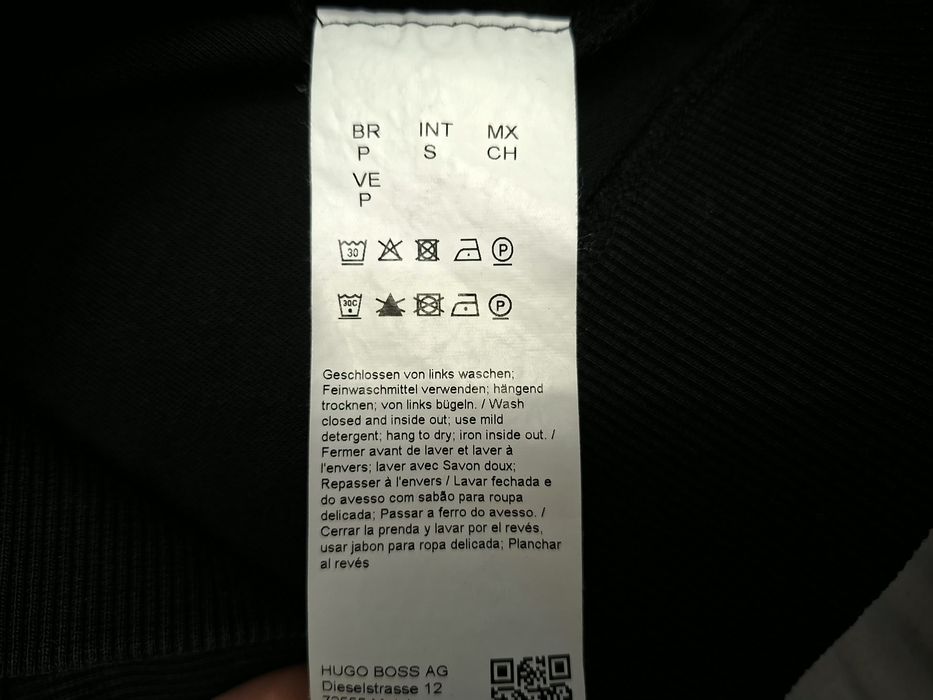 BR INT MX
P S CH
VE
P
30 P
30C P
Geschlossen von links waschen;
Feinwaschmittel verwenden; hängend
trocknen; von links bügeln. / Wash
closed and inside out; use mild
detergent; hang to dry; iron inside out. /
Fermer avant de laver et laver à
l'envers; laver avec Savon doux;
Repasser à l'envers / Lavar fechada e
do avesso com sabão para roupa
delicada; Passar a ferro do avesso. /
Cerrar la prenda y lavar por el revés,
usar jabon para ropa delicada; Planchar
al revés
HUGO BOSS AG
Dieselstrasse 12